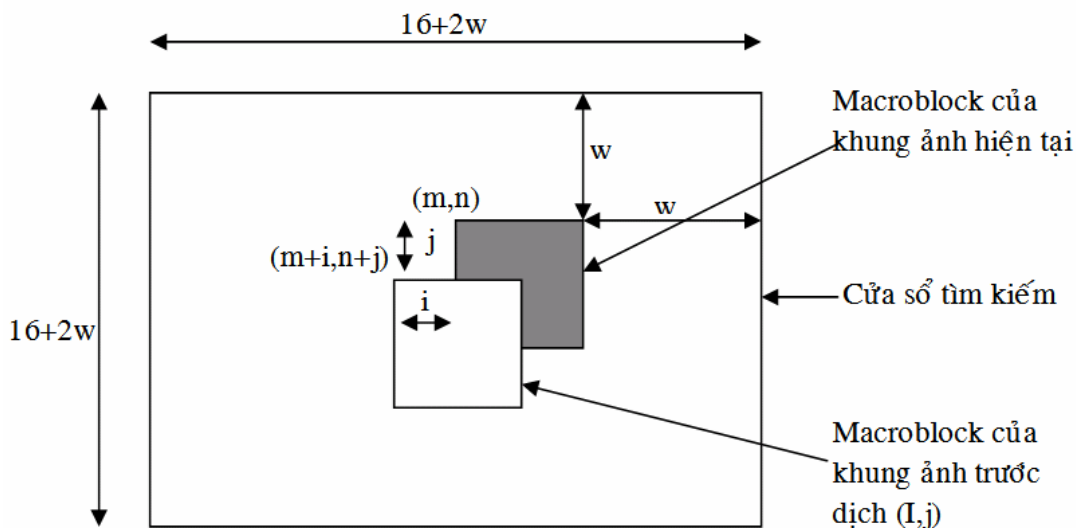 16+2w
Macroblock của
khung ảnh hiện tại
w
(m,n)
w
j
(m+i,n+j)
i
Cửa sổ tìm kiếm
16+2w
Macroblock của
khung ảnh trước
dịch (I,j)